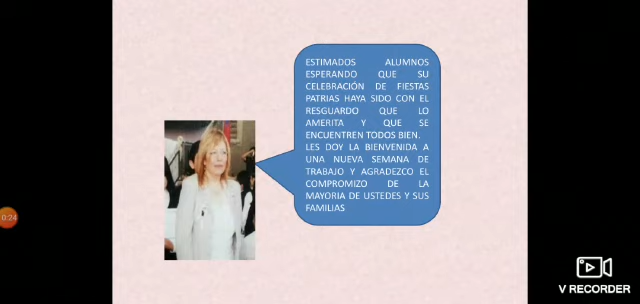 ESTIMADOS ALUMNOS
ESPERANDO QUE SU
CELEBRACIÓN DE FIESTAS
PATRIAS HAYA SIDO CON EL
RESGUARDO QUE LO
AMERITA Y QUE SE
ENCUENTREN TODOS BIEN.
LES DOY LA BIENVENIDA A
UNA NUEVA SEMANA DE
TRABAJO Y AGRADEZCO EL
COMPROMIZO DE LA
MAYORIA DE USTEDES Y SUS
FAMILIAS
0:24
V RECORDER